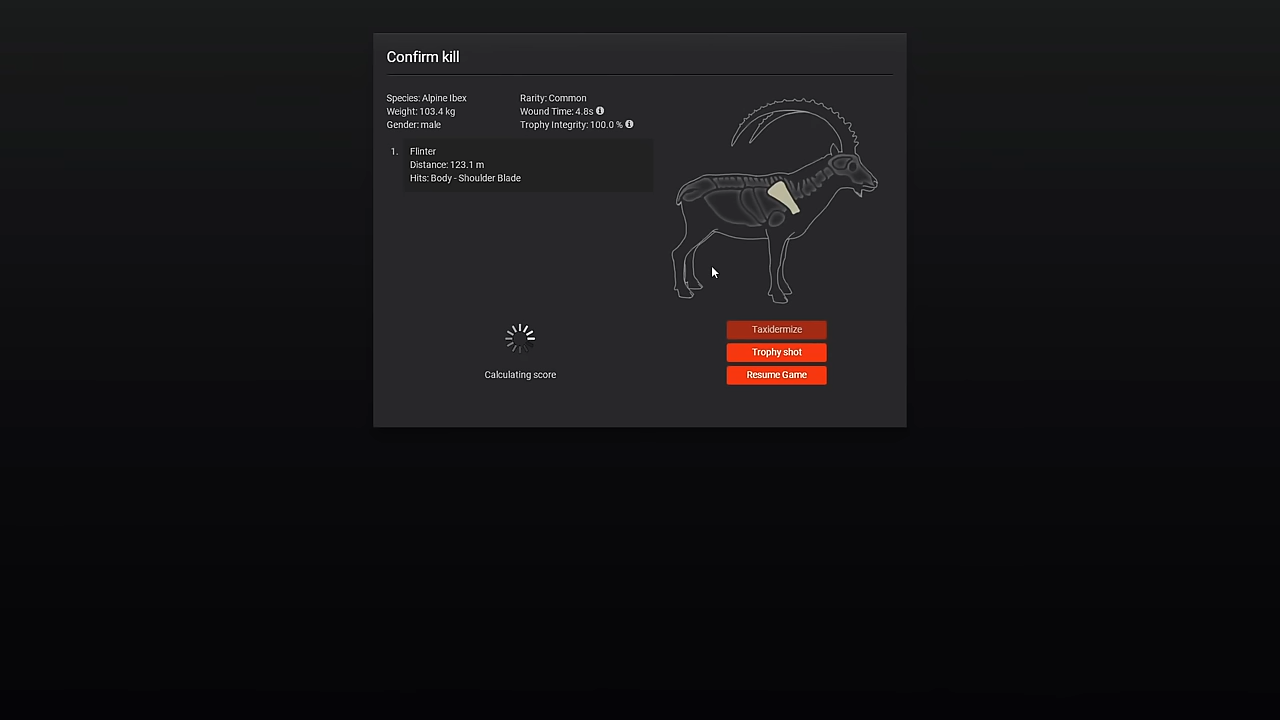 Confirm kill
Species: Alpine Ibex
Rarity: Common
Weight: 103.4 kg
Wound Time: 4.8s
Gender: male
Trophy Integrity: 100.0 %
1. Flinter
Distance: 123.1 m
Hits: Body - Shoulder Blade
Calculating score
Taxidermize
Trophy shot
Resume Game